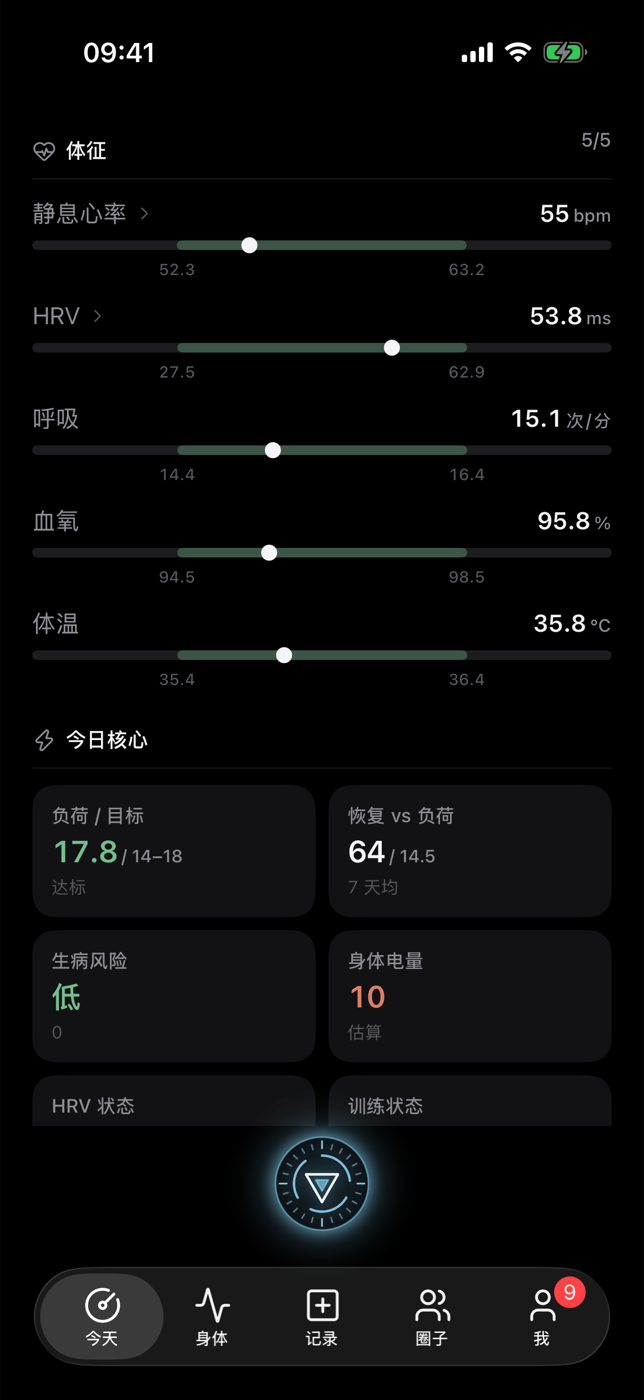 09:41
体征
5/5
静息心率
55 bpm
52.3 63.2
HRV
53.8 ms
27.5 62.9
呼吸
15.1 次/分
14.4 16.4
血氧
95.8 %
94.5 98.5
体温
35.8 °C
35.4 36.4
今日核心
负荷 / 目标
17.8 / 14–18
达标
恢复 vs 负荷
64 / 14.5
7 天均
生病风险
低
0
身体电量
10
估算
HRV 状态
训练状态
今天
身体
记录
圈子
9
我